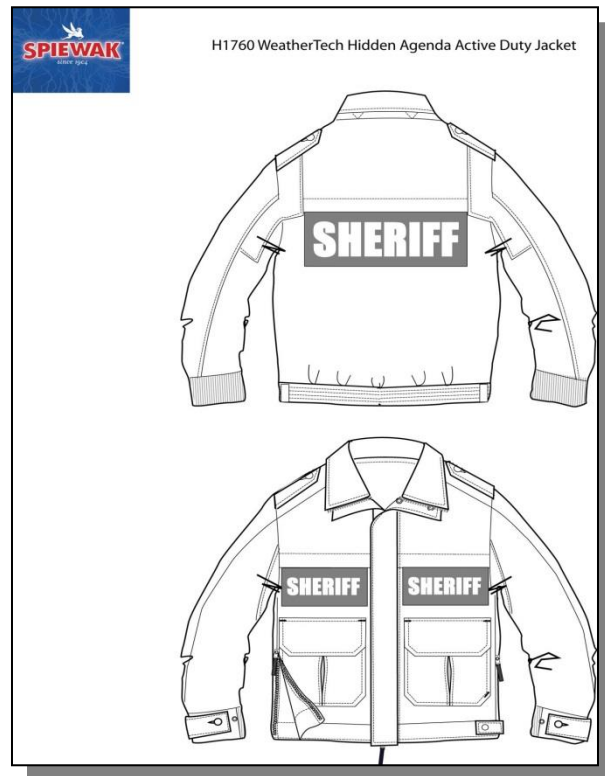 SPIEWAK
since 1904
H1760 WeatherTech Hidden Agenda Active Duty Jacket
SHERIFF
SHERIFF SHERIFF